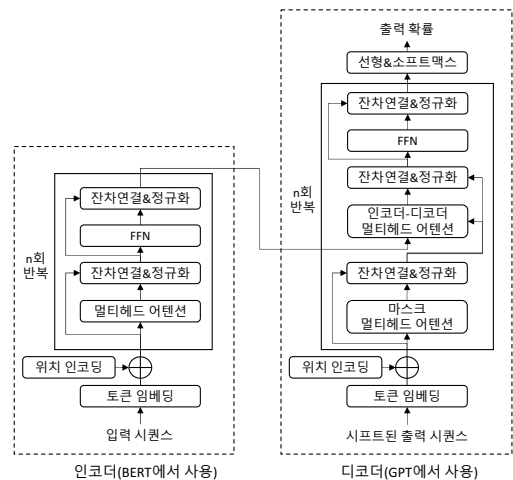 n회
반복
잔차연결&정규화
FFN
잔차연결&정규화
멀티헤드 어텐션
위치 인코딩
토큰 임베딩
입력 시퀀스
인코더(BERT에서 사용)
출력 확률
선형&소프트맥스
n회
반복
잔차연결&정규화
FFN
잔차연결&정규화
인코더-디코더
멀티헤드 어텐션
잔차연결&정규화
마스크
멀티헤드 어텐션
위치 인코딩
토큰 임베딩
시프트된 출력 시퀀스
디코더(GPT에서 사용)